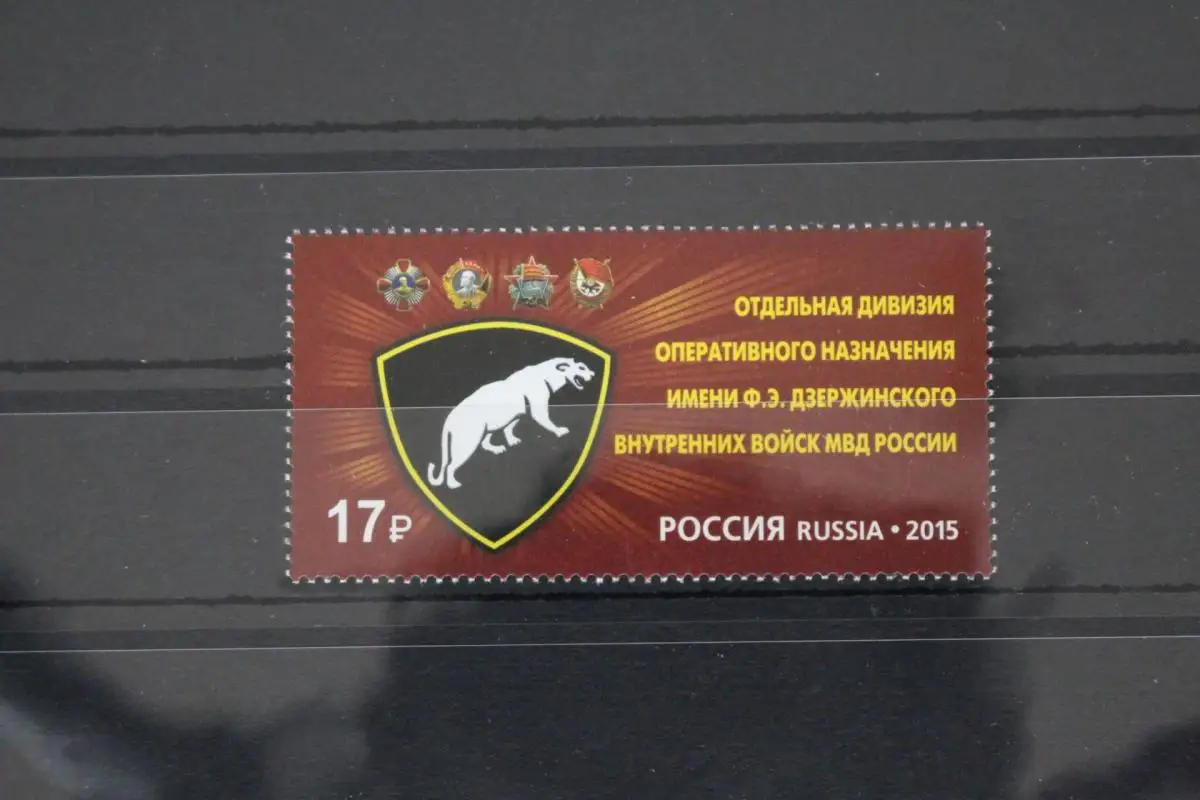 ОТДЕЛЬНАЯ ДИВИЗИЯ
ОПЕРАТИВНОГО НАЗНАЧЕНИЯ
ИМЕНИ Ф.Э. ДЗЕРЖИНСКОГО
ВНУТРЕННИХ ВОЙСК МВД РОССИИ
17₽
РОССИЯ RUSSIA • 2015